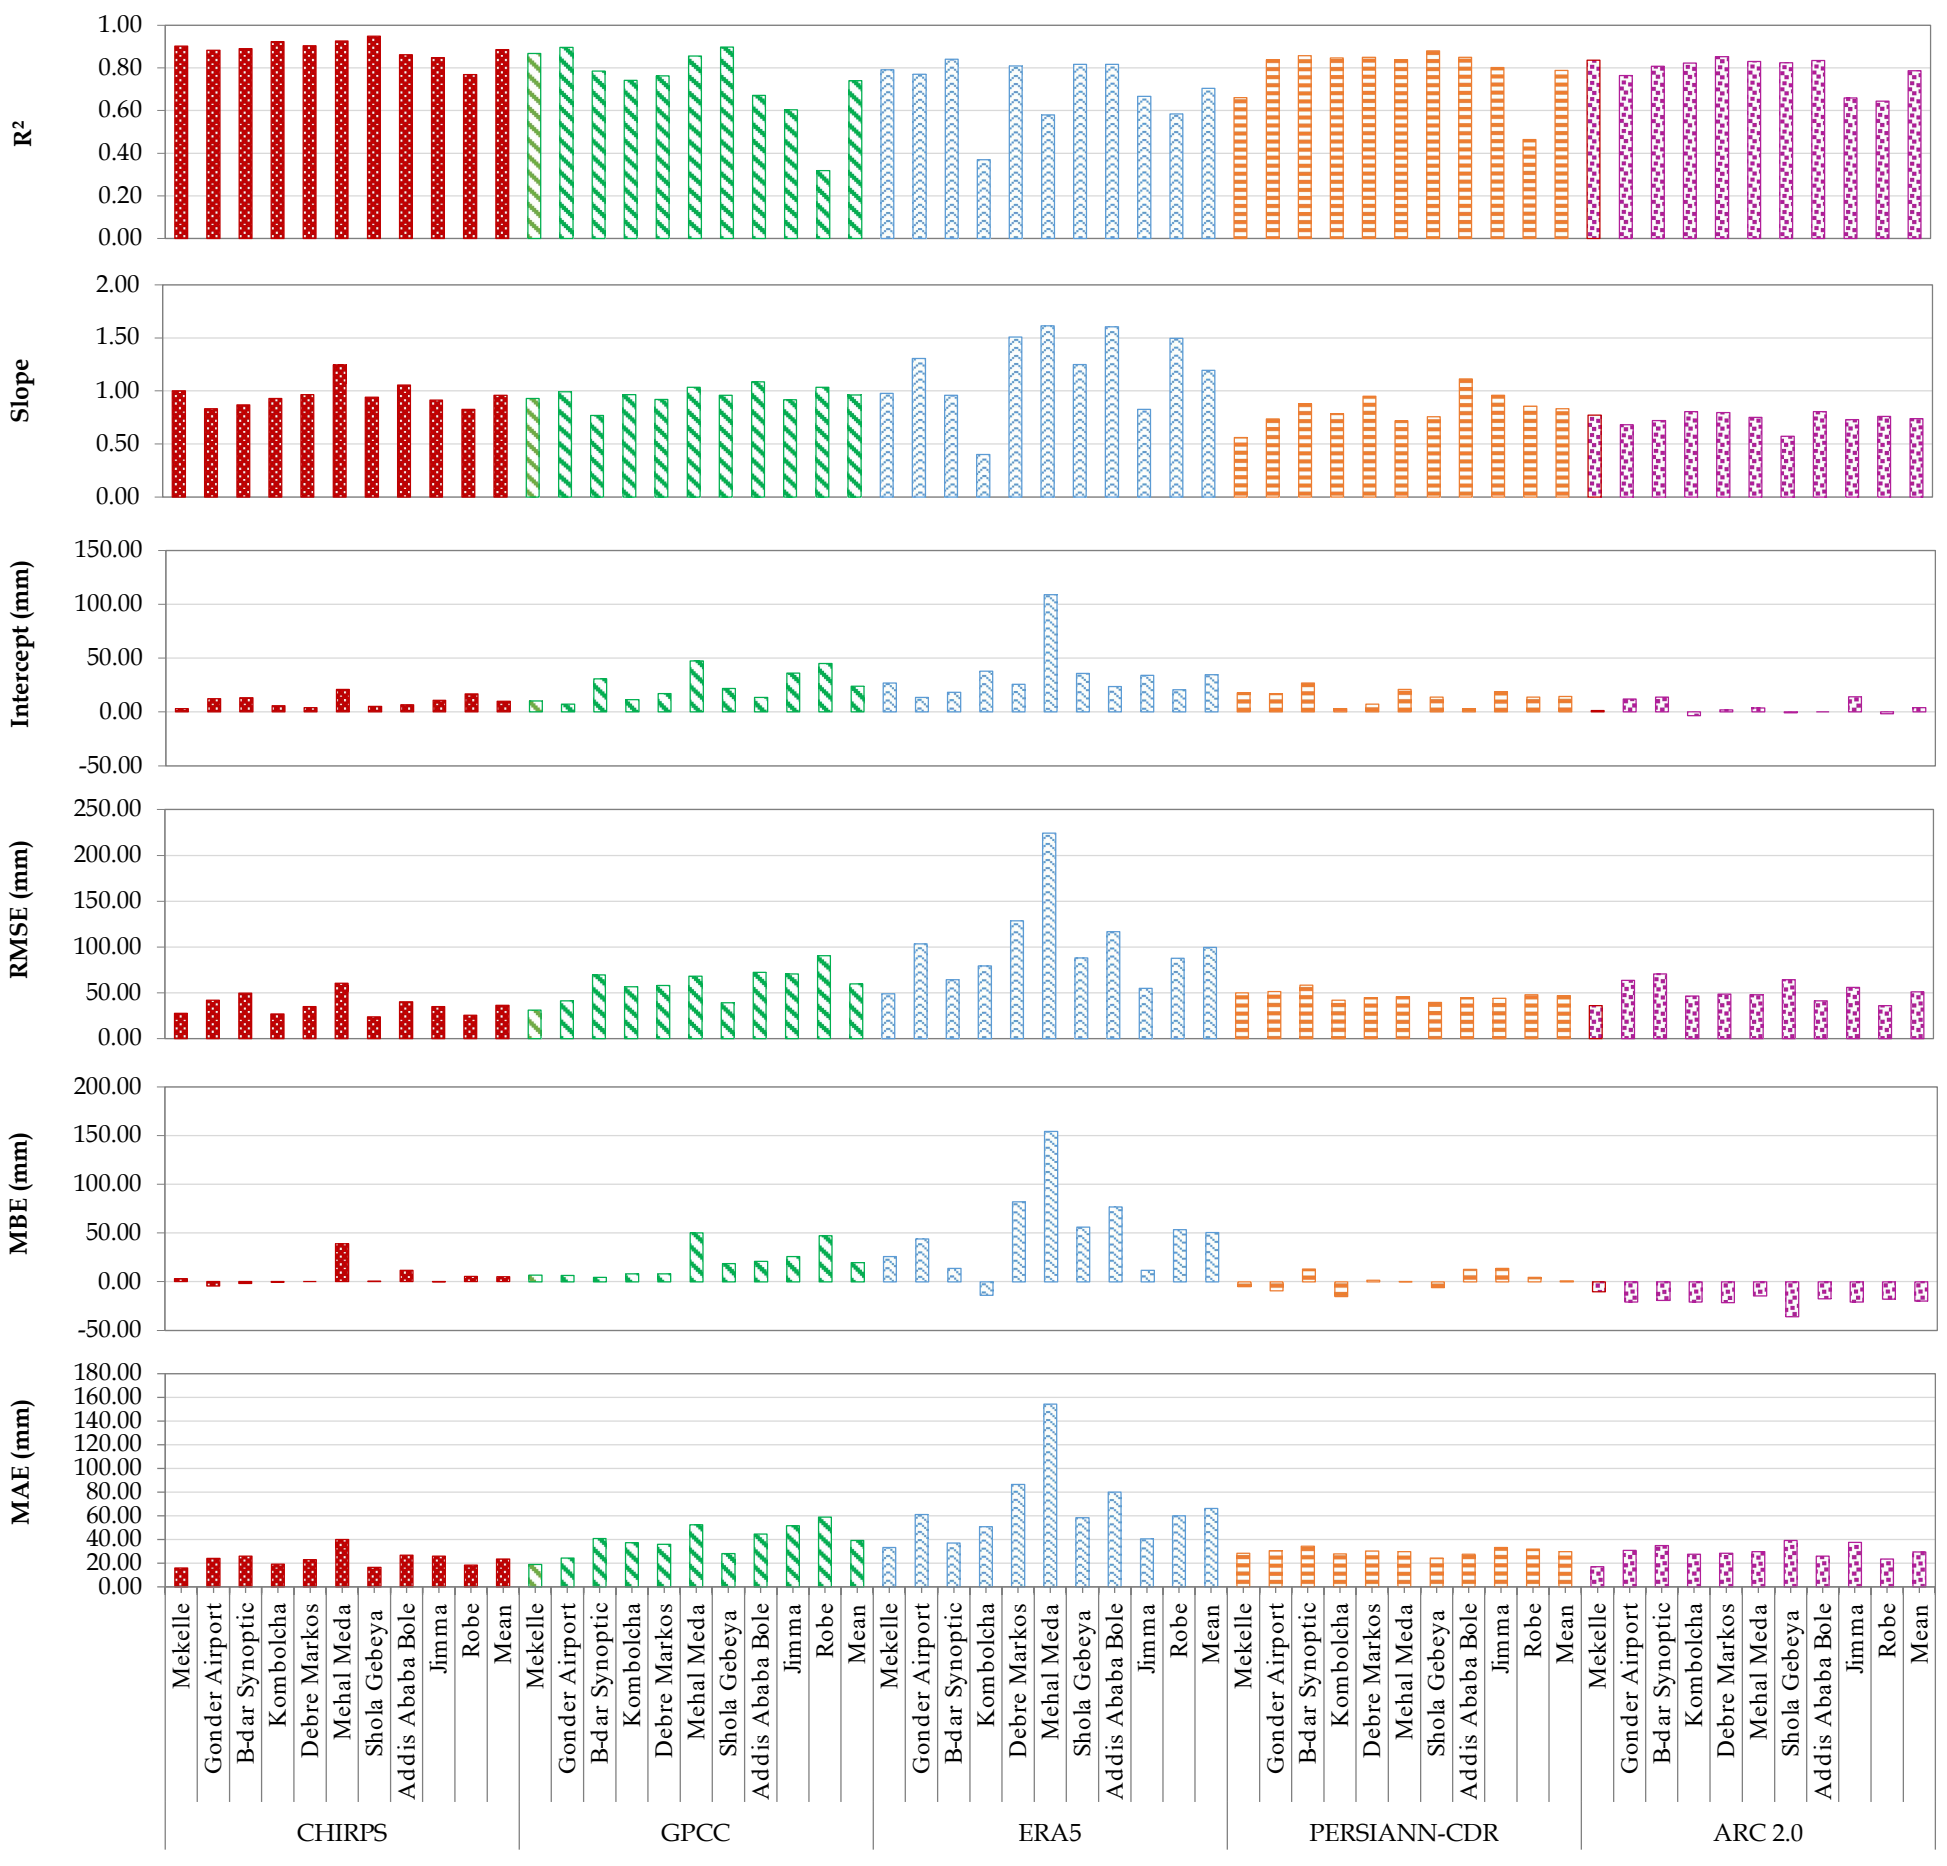 R²
1.00
0.80
0.60
0.40
0.20
0.00
Slope
2.00
1.50
1.00
0.50
0.00
Intercept (mm)
150.00
100.00
50.00
0.00
-50.00
RMSE (mm)
250.00
200.00
150.00
100.00
50.00
0.00
MBE (mm)
200.00
150.00
100.00
50.00
0.00
-50.00
MAE (mm)
180.00
160.00
140.00
120.00
100.00
80.00
60.00
40.00
20.00
0.00
Mekelle
Gonder Airport
B-dar Synoptic
Kombolcha
Debre Markos
Mehal Meda
Shola Gebeya
Addis Ababa Bole
Jimma
Robe
Mean
Mekelle
Gonder Airport
B-dar Synoptic
Kombolcha
Debre Markos
Mehal Meda
Shola Gebeya
Addis Ababa Bole
Jimma
Robe
Mean
Mekelle
Gonder Airport
B-dar Synoptic
Kombolcha
Debre Markos
Mehal Meda
Shola Gebeya
Addis Ababa Bole
Jimma
Robe
Mean
Mekelle
Gonder Airport
B-dar Synoptic
Kombolcha
Debre Markos
Mehal Meda
Shola Gebeya
Addis Ababa Bole
Jimma
Robe
Mean
Mekelle
Gonder Airport
B-dar Synoptic
Kombolcha
Debre Markos
Mehal Meda
Shola Gebeya
Addis Ababa Bole
Jimma
Robe
Mean
CHIRPS
GPCC
ERA5
PERSIANN-CDR
ARC 2.0